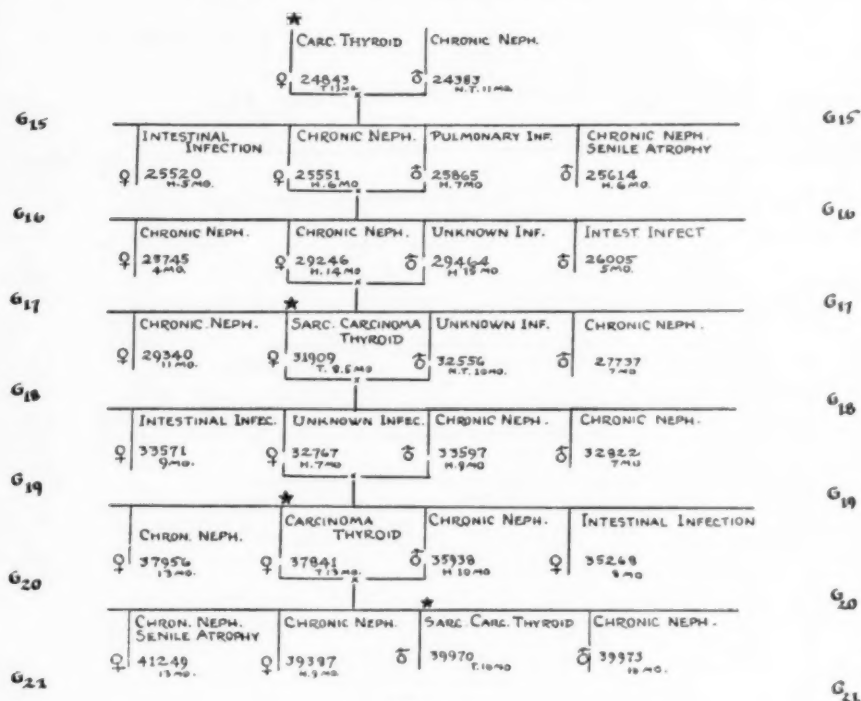 ★
CARC. THYROID CHRONIC NEPH.
♀ 24843 ♂ 24383
T. 13 MO. N.T. 11 MO.
G15 G15
INTESTINAL INFECTION CHRONIC NEPH. PULMONARY INF. CHRONIC NEPH. SENILE ATROPHY
♀ 25520 ♀ 25551 ♂ 25865 ♂ 25614
H. 5 MO. H. 6 MO H. 7 MO H. 6 MO.
G16 G16
CHRONIC NEPH. CHRONIC NEPH. UNKNOWN INF. INTEST INFECT
♀ 25745 ♀ 29246 ♂ 29464 ♂ 26005
4 MO. H. 14 MO H 15 MO 5 MO.
G17 G17
★
CHRONIC NEPH. SARC. CARCINOMA THYROID UNKNOWN INF. CHRONIC NEPH.
♀ 29340 ♀ 31909 ♂ 32556 ♂ 27737
11 MO. T. 8.5 MO N.T. 10 MO. 7 MO
G18 G18
INTESTINAL INFEC. UNKNOWN INFEC. CHRONIC NEPH. CHRONIC NEPH.
♀ 33571 ♀ 32767 ♂ 33597 ♂ 32822
9 MO. H. 7 MO H. 9 MO 7 MO
G19 G19
★
CHRON. NEPH. CARCINOMA THYROID CHRONIC NEPH. INTESTINAL INFECTION
♀ 37956 ♀ 37841 ♂ 35938 ♀ 35268
13 MO. T. 13 MO H 10 MO 8 MO
G20 G20
★
CHRON. NEPH. SENILE ATROPHY CHRONIC NEPH. SARC. CARC. THYROID CHRONIC NEPH.
♀ 41249 ♀ 39387 ♂ 39970 ♂ 39973
13 MO. H. 9 MO T. 10 MO MO.
G21 G21